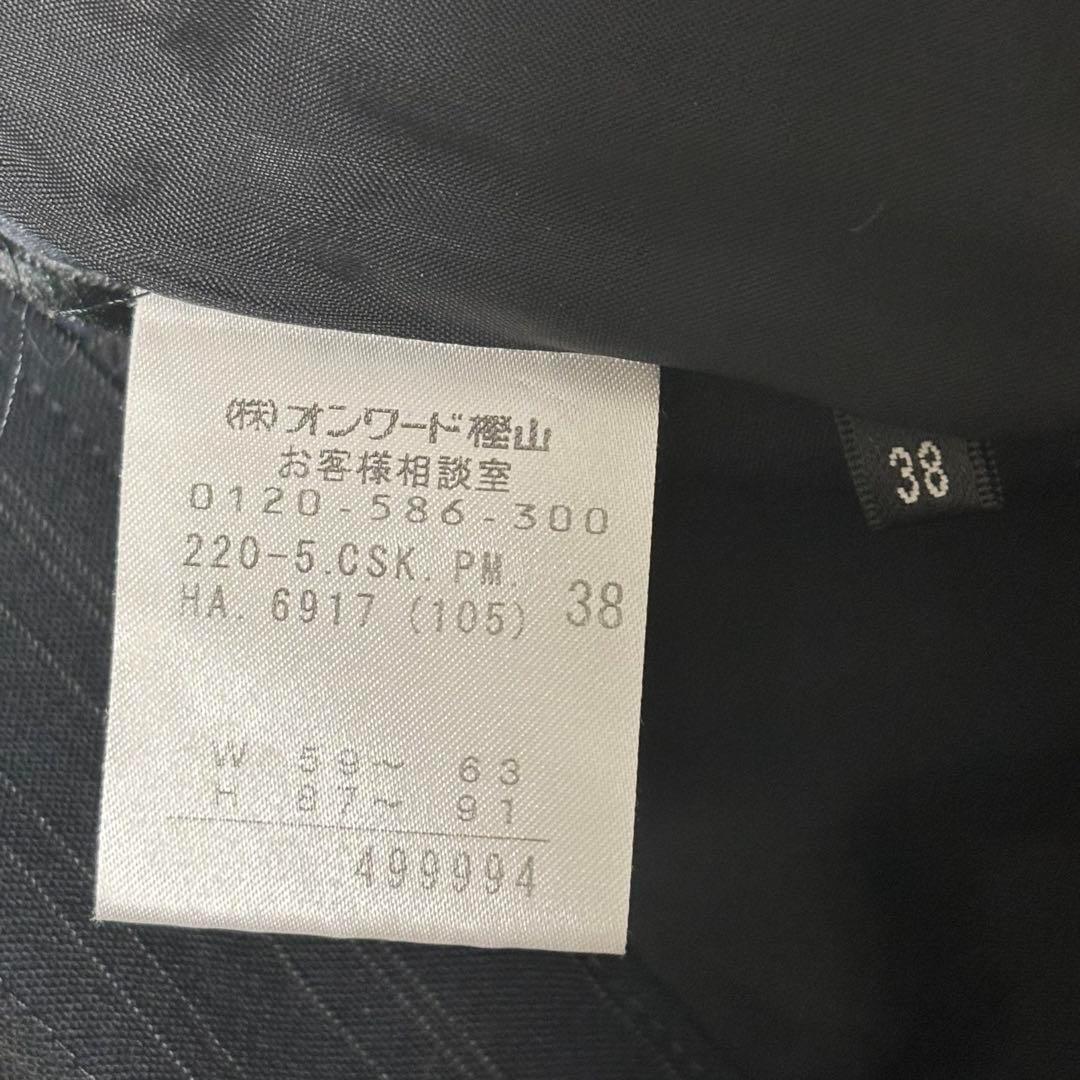 (株)オンワード樫山
お客様相談室
0120-586-300
220-5.CSK.PM.
HA. 6917 (105) 38
W 59〜 63
H 87〜 91
499994
38